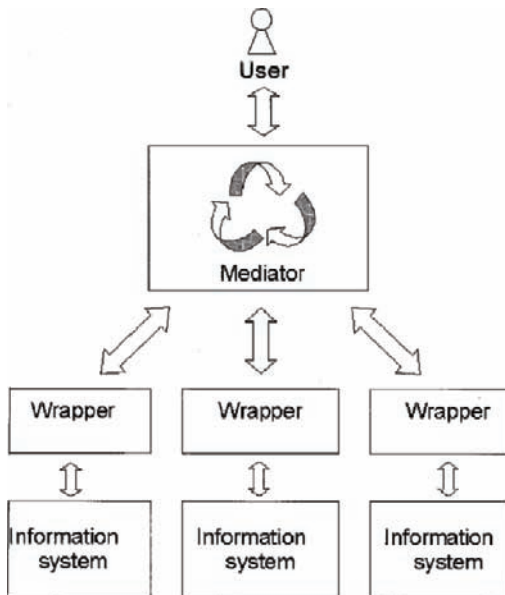 User
Mediator
Wrapper
Wrapper
Wrapper
Information
system
Information
system
Information
system